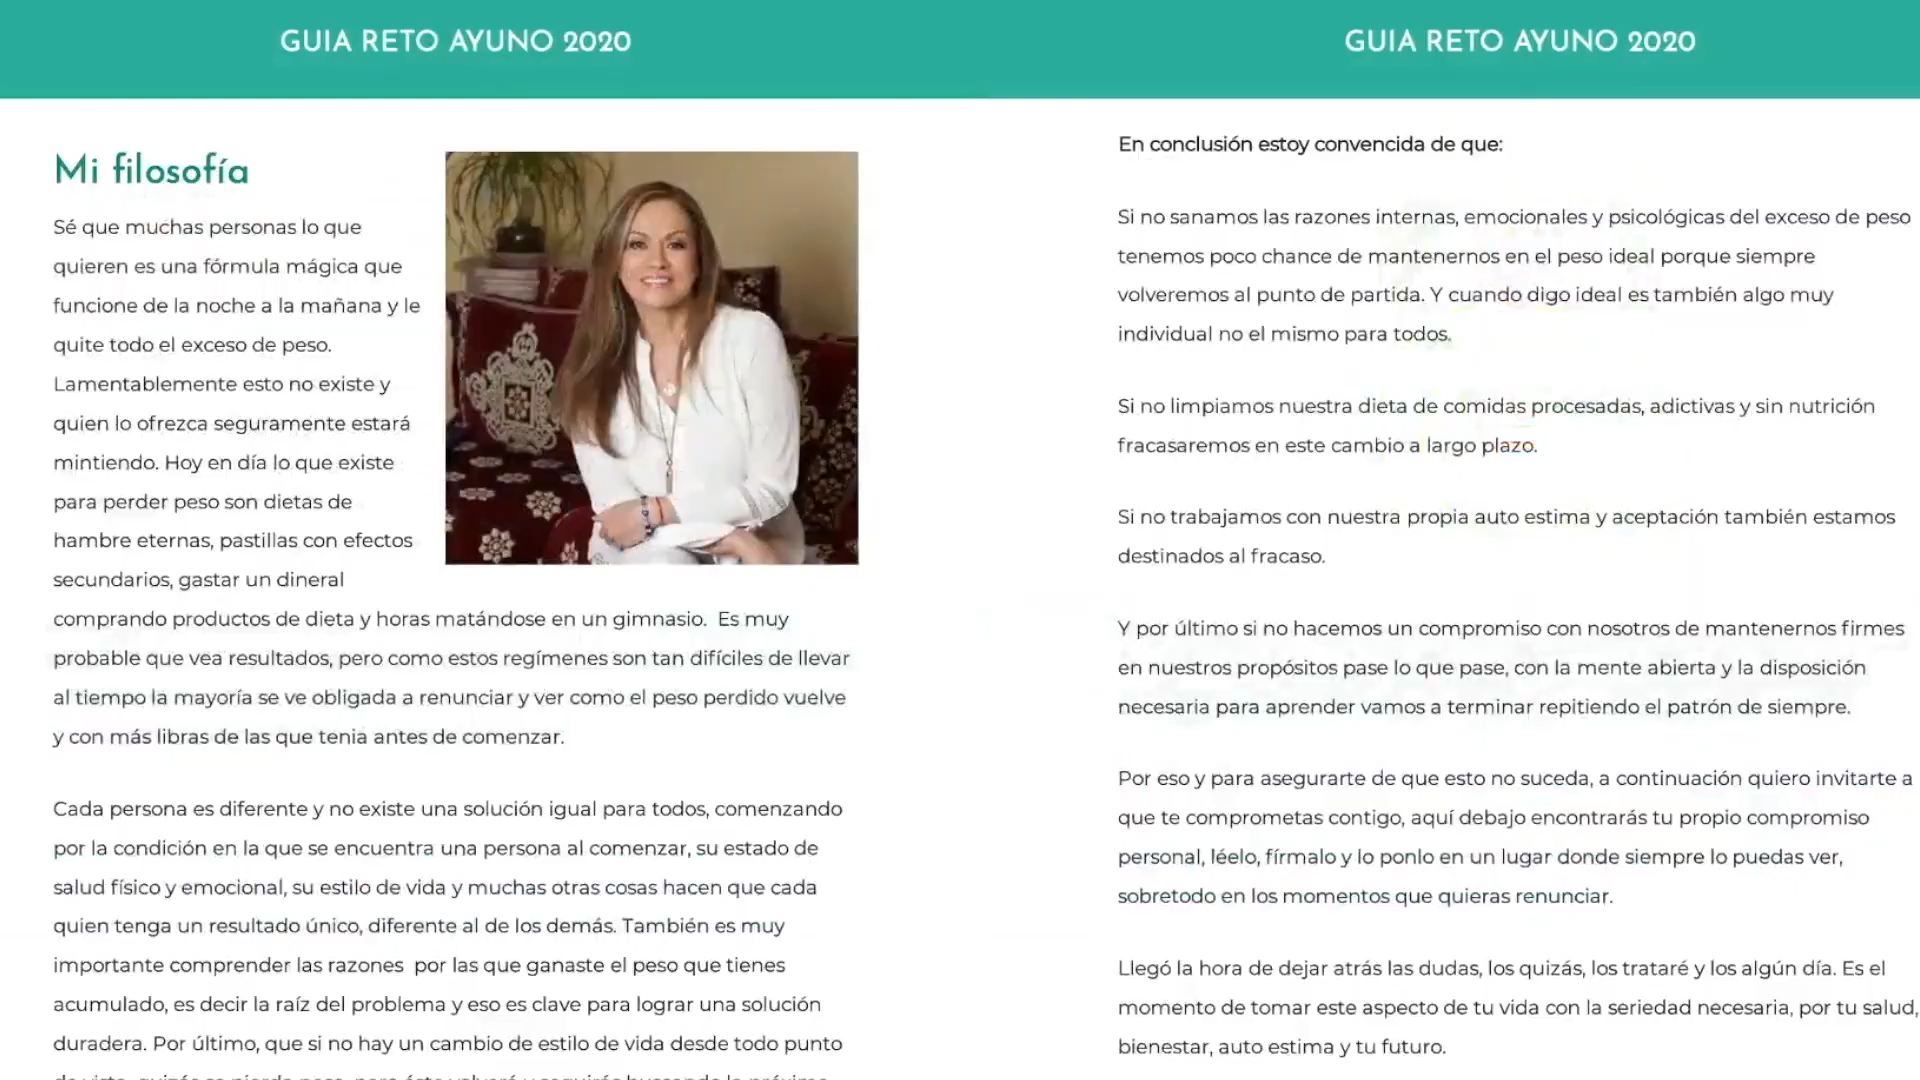 GUIA RETO AYUNO 2020
Mi filosofía
Sé que muchas personas lo que
quieren es una fórmula mágica que
funcione de la noche a la mañana y le
quite todo el exceso de peso.
Lamentablemente esto no existe y
quien lo ofrezca seguramente estará
mintiendo. Hoy en día lo que existe
para perder peso son dietas de
hambre eternas, pastillas con efectos
secundarios, gastar un dineral
comprando productos de dieta y horas matándose en un gimnasio. Es muy
probable que vea resultados, pero como estos regímenes son tan difíciles de llevar
al tiempo la mayoría se ve obligada a renunciar y ver como el peso perdido vuelve
y con más libras de las que tenia antes de comenzar.
Cada persona es diferente y no existe una solución igual para todos, comenzando
por la condición en la que se encuentra una persona al comenzar, su estado de
salud físico y emocional, su estilo de vida y muchas otras cosas hacen que cada
quien tenga un resultado único, diferente al de los demás. También es muy
importante comprender las razones por las que ganaste el peso que tienes
acumulado, es decir la raíz del problema y eso es clave para lograr una solución
duradera. Por último, que si no hay un cambio de estilo de vida desde todo punto
GUIA RETO AYUNO 2020
En conclusión estoy convencida de que:
Si no sanamos las razones internas, emocionales y psicológicas del exceso de peso
tenemos poco chance de mantenernos en el peso ideal porque siempre
volveremos al punto de partida. Y cuando digo ideal es también algo muy
individual no el mismo para todos.
Si no limpiamos nuestra dieta de comidas procesadas, adictivas y sin nutrición
fracasaremos en este cambio a largo plazo.
Si no trabajamos con nuestra propia auto estima y aceptación también estamos
destinados al fracaso.
Y por último si no hacemos un compromiso con nosotros de mantenernos firmes
en nuestros propósitos pase lo que pase, con la mente abierta y la disposición
necesaria para aprender vamos a terminar repitiendo el patrón de siempre.
Por eso y para asegurarte de que esto no suceda, a continuación quiero invitarte a
que te comprometas contigo, aquí debajo encontrarás tu propio compromiso
personal, léelo, fírmalo y lo ponlo en un lugar donde siempre lo puedas ver,
sobretodo en los momentos que quieras renunciar.
Llegó la hora de dejar atrás las dudas, los quizás, los trataré y los algún día. Es el
momento de tomar este aspecto de tu vida con la seriedad necesaria, por tu salud,
bienestar, auto estima y tu futuro.